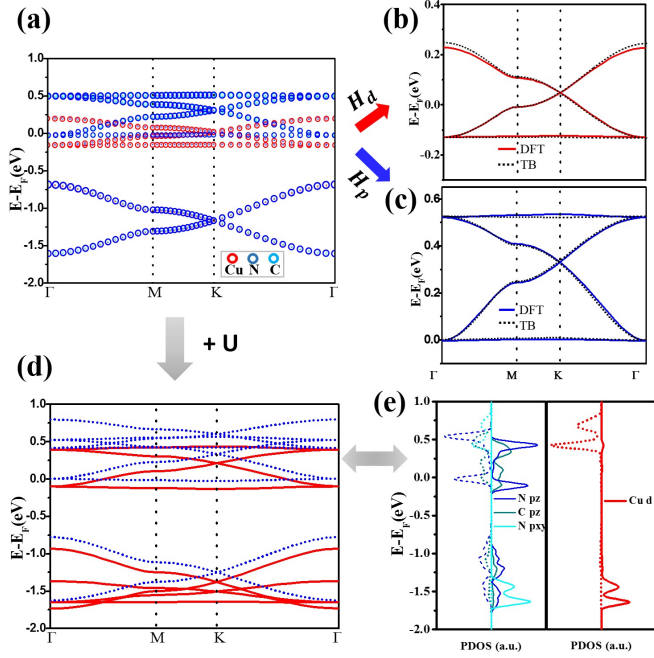 (a)
1.0
0.5
0.0
-0.5
-1.0
-1.5
-2.0
E-E_F(eV)
Cu N C
Γ M K Γ
H_d
H_p
(b)
0.4
0.2
0.0
-0.2
E-E_F(eV)
DFT
TB
(c)
0.6
0.4
0.2
0.0
E-E_F(eV)
DFT
TB
Γ M K Γ
+ U
(d)
1.0
0.5
0.0
-0.5
-1.0
-1.5
-2.0
E-E_F(eV)
Γ M K Γ
(e)
1.0
0.5
0.0
-0.5
-1.0
-1.5
-2.0
E-E_F(eV)
N pz
C pz
N pxy
Cu d
PDOS (a.u.) PDOS (a.u.)